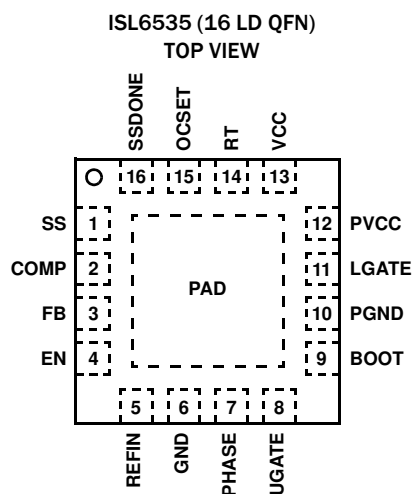 ISL6535 (16 LD QFN)
TOP VIEW
SSDONE
OCSET
RT
VCC
16 15 14 13
SS 1
COMP 2
FB 3
EN 4
PAD
12 PVCC
11 LGATE
10 PGND
9 BOOT
5 6 7 8
REFIN
GND
PHASE
UGATE